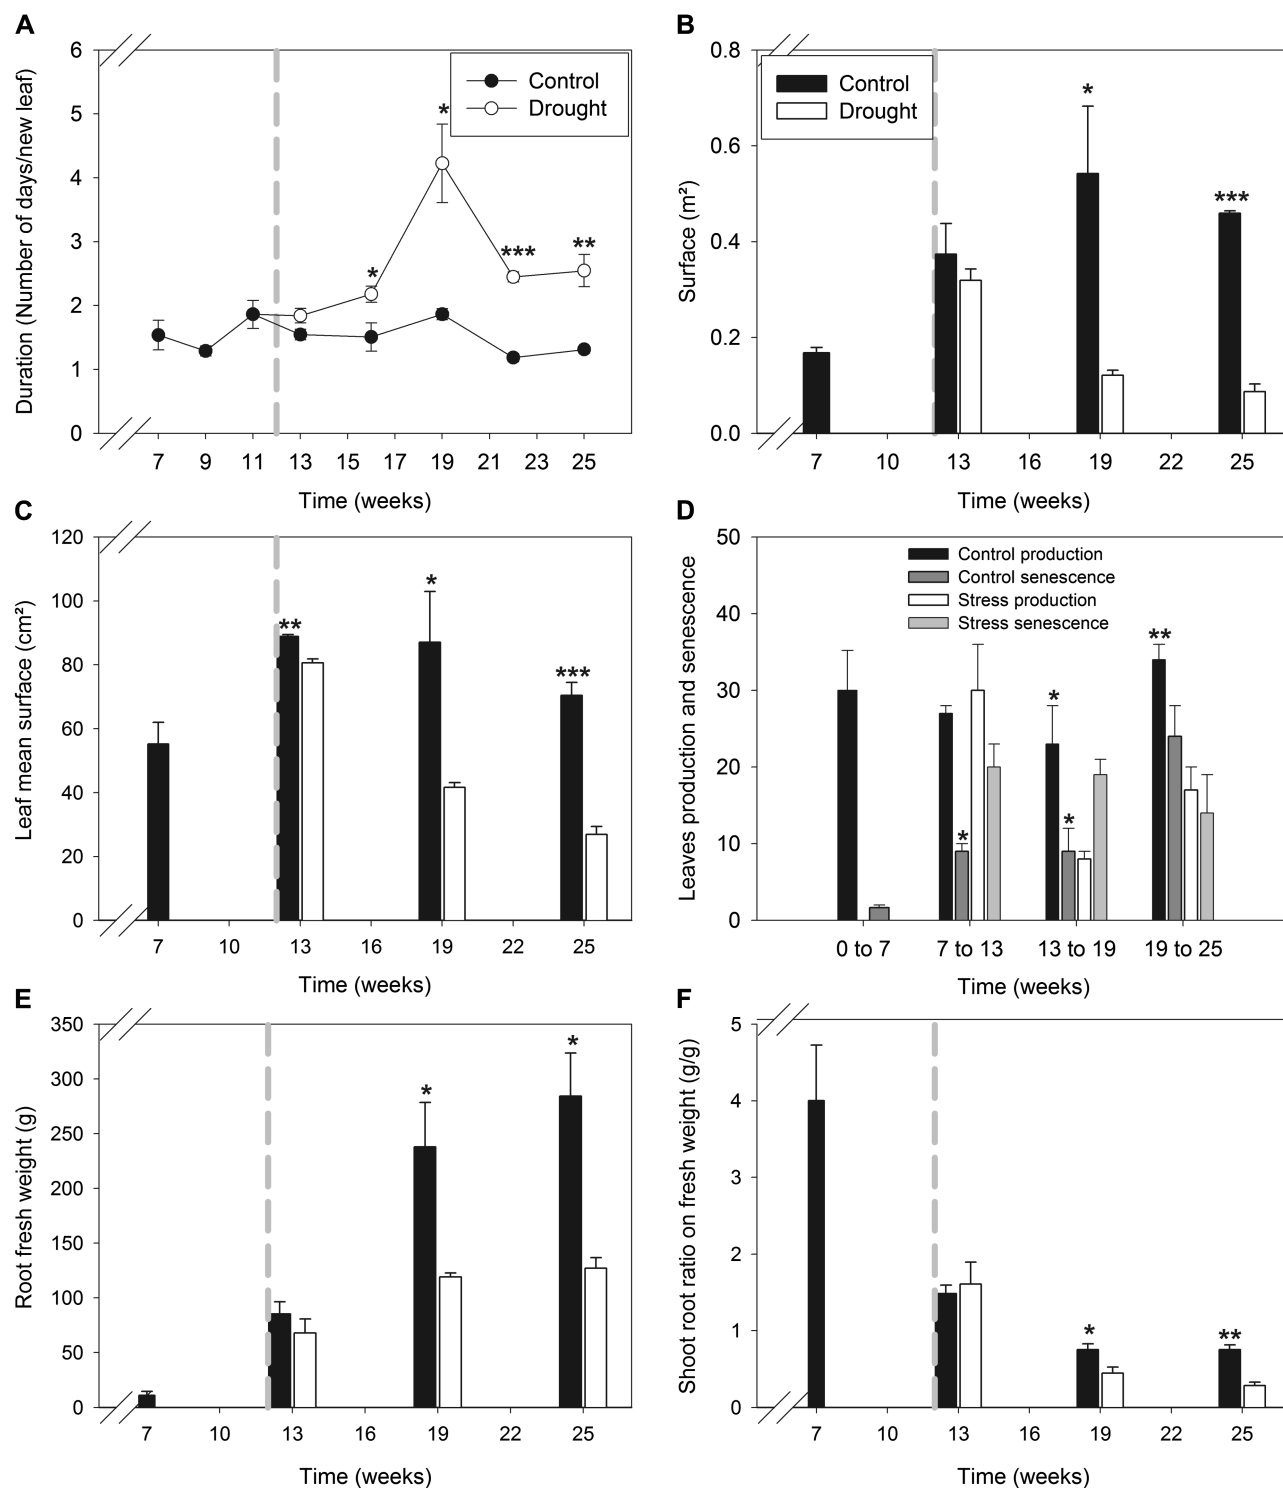 A
Duration (Number of days/new leaf)
6
5
4
3
2
1
0
Control
Drought
*
*
***
**
7 9 11 13 15 17 19 21 23 25
Time (weeks)
B
Surface (m²)
0.8
0.6
0.4
0.2
0.0
Control
Drought
*
***
7 10 13 16 19 22 25
Time (weeks)
C
Leaf mean surface (cm²)
120
100
80
60
40
20
0
**
*
***
7 10 13 16 19 22 25
Time (weeks)
D
Leaves production and senescence
50
40
30
20
10
0
Control production
Control senescence
Stress production
Stress senescence
*
*
*
**
0 to 7 7 to 13 13 to 19 19 to 25
Time (weeks)
E
Root fresh weight (g)
350
300
250
200
150
100
50
0
*
*
7 10 13 16 19 22 25
Time (weeks)
F
Shoot root ratio on fresh weight (g/g)
5
4
3
2
1
0
*
**
7 10 13 16 19 22 25
Time (weeks)